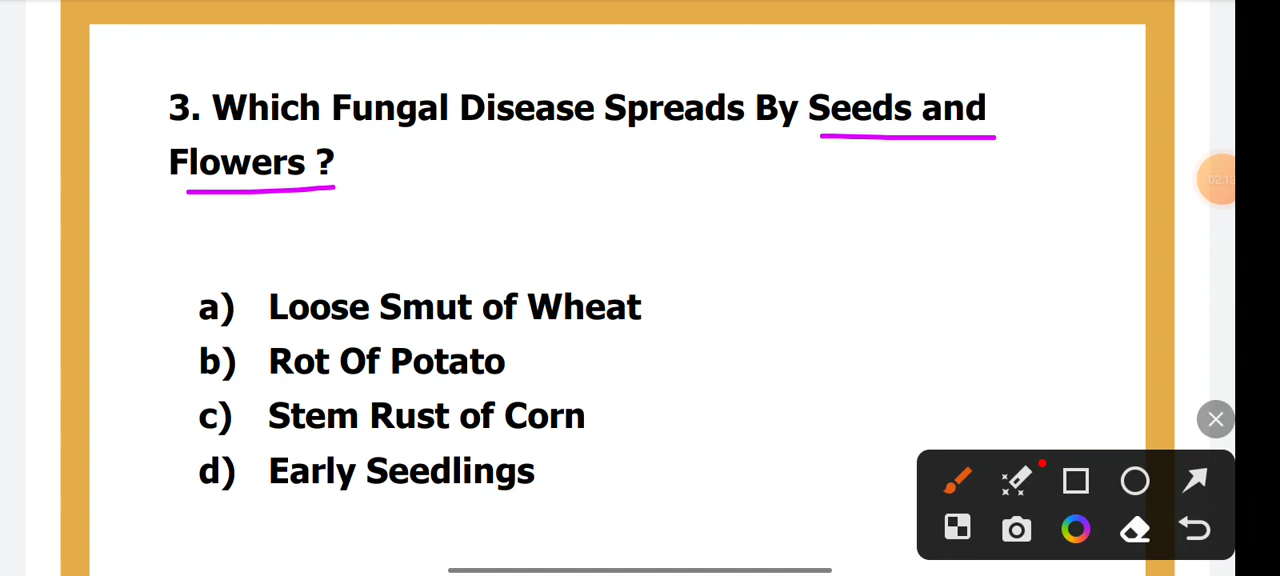 3. Which Fungal Disease Spreads By Seeds and
Flowers ?
a) Loose Smut of Wheat
b) Rot Of Potato
c) Stem Rust of Corn
d) Early Seedlings